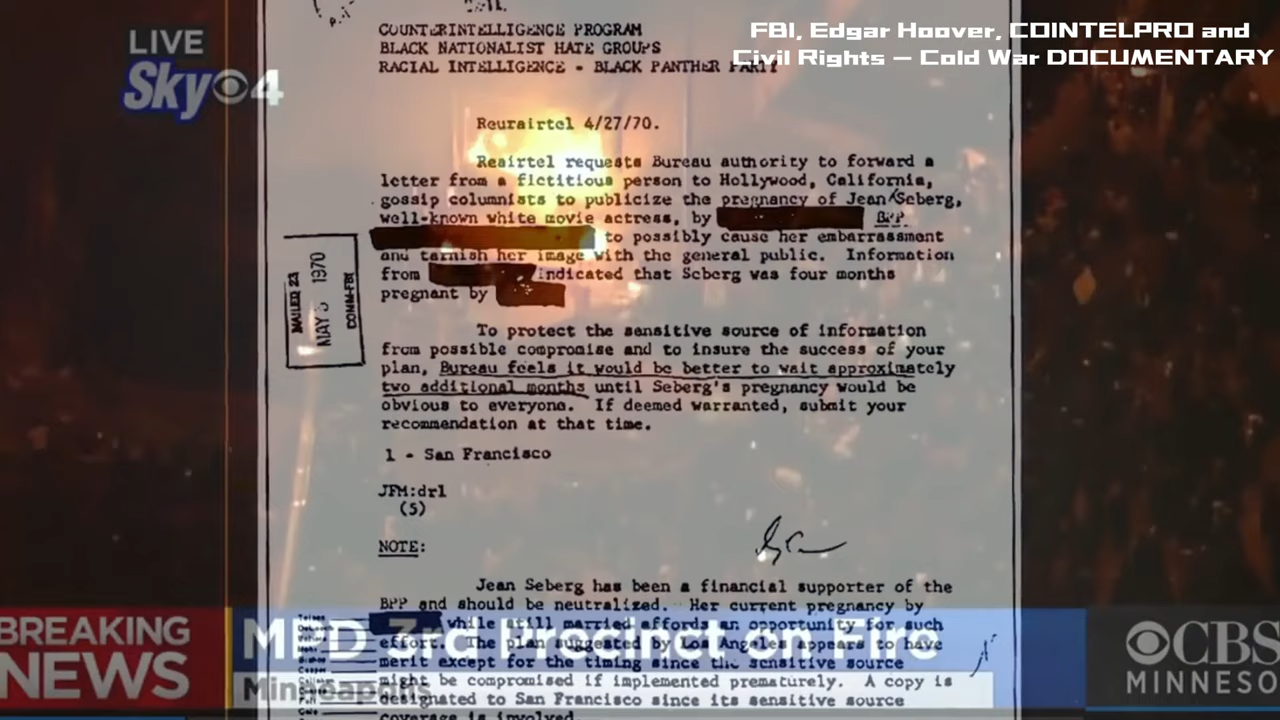 FBI, Edgar Hoover, COINTELPRO and
Civil Rights — Cold War DOCUMENTARY
LIVE
Sky 4
COUNTERINTELLIGENCE PROGRAM
BLACK NATIONALIST HATE GROUPS
RACIAL INTELLIGENCE - BLACK PANTHER PARTY
Reurairtel 4/27/70.
Reairtel requests Bureau authority to forward a
letter from a fictitious person to Hollywood, California,
gossip columnists to publicize the pregnancy of Jean Seberg,
well-known white movie actress, by BPP
to possibly cause her embarrassment
and tarnish her image with the general public. Information
from indicated that Seberg was four months
pregnant by
To protect the sensitive source of information
from possible compromise and to insure the success of your
plan, Bureau feels it would be better to wait approximately
two additional months until Seberg's pregnancy would be
obvious to everyone. If deemed warranted, submit your
recommendation at that time.
1 - San Francisco
JFM:drl
(5)
MAILED 23
MAY 1970
COMM-FBI
NOTE:
Jean Seberg has been a financial supporter of the
BPP and should be neutralized. Her current pregnancy by
while still married affords an opportunity for such
effort. The plan suggested by Los Angeles appears to have
merit except for the timing since the sensitive source
might be compromised if implemented prematurely. A copy is
designated to San Francisco since its sensitive source
coverage is involved.
BREAKING
NEWS
MPD 3rd Precinct on Fire
Minneapolis
CBS
MINNESO